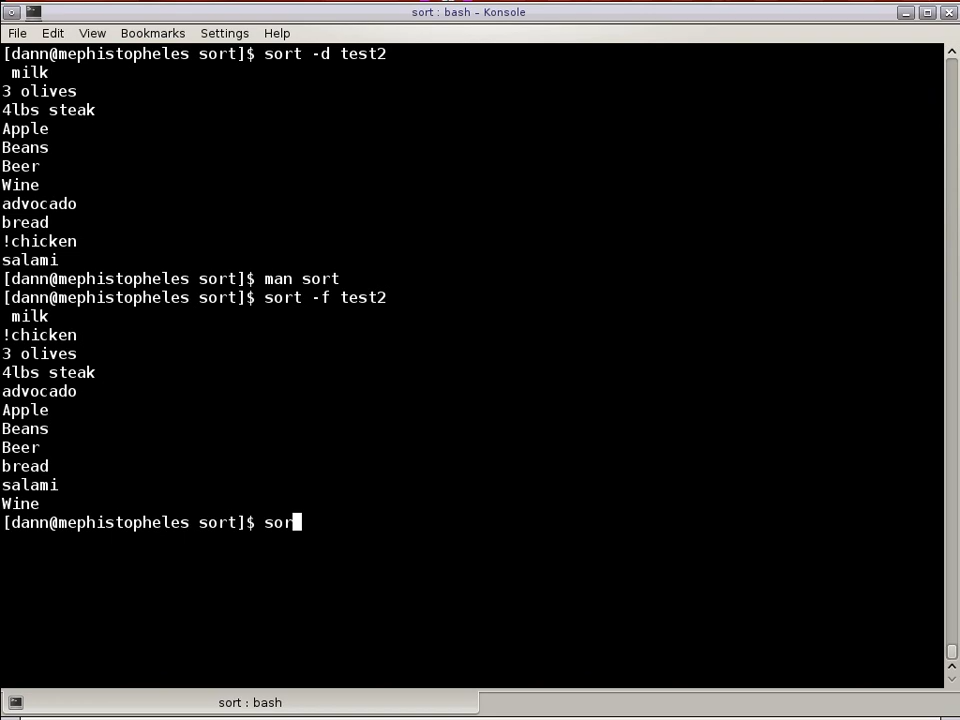 sort : bash – Konsole
File Edit View Bookmarks Settings Help
[dann@mephistopheles sort]$ sort -d test2
 milk
3 olives
4lbs steak
Apple
Beans
Beer
Wine
advocado
bread
!chicken
salami
[dann@mephistopheles sort]$ man sort
[dann@mephistopheles sort]$ sort -f test2
 milk
!chicken
3 olives
4lbs steak
advocado
Apple
Beans
Beer
bread
salami
Wine
[dann@mephistopheles sort]$ sor
sort : bash